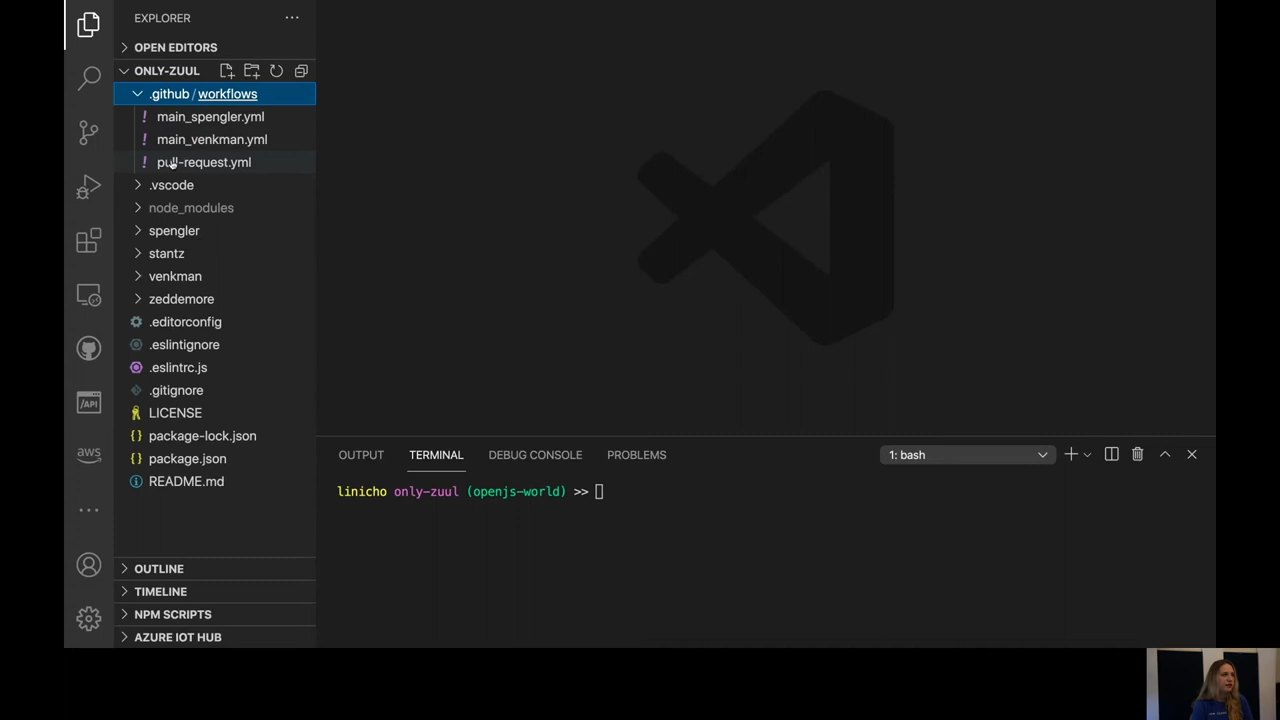 EXPLORER
OPEN EDITORS
ONLY-ZUUL
.github / workflows
main_spengler.yml
main_venkman.yml
pull-request.yml
.vscode
node_modules
spengler
stantz
venkman
zeddemore
.editorconfig
.eslintignore
.eslintrc.js
.gitignore
LICENSE
package-lock.json
package.json
README.md
OUTLINE
TIMELINE
NPM SCRIPTS
AZURE IOT HUB
/API
aws
OUTPUT TERMINAL DEBUG CONSOLE PROBLEMS 1: bash
linicho only-zuul (openjs-world) >>